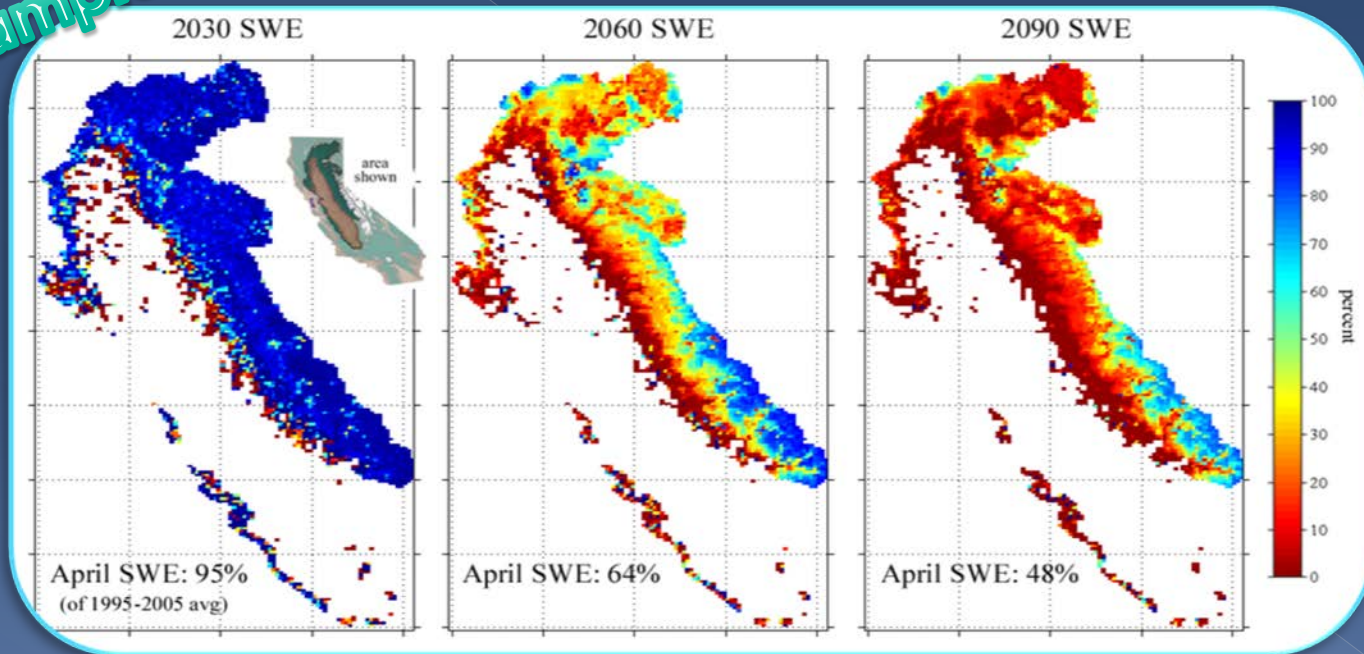 2030 SWE
2060 SWE
2090 SWE
area
shown
April SWE: 95%
(of 1995-2005 avg)
April SWE: 64%
April SWE: 48%
100
90
80
70
60
50
40
30
20
10
0
percent